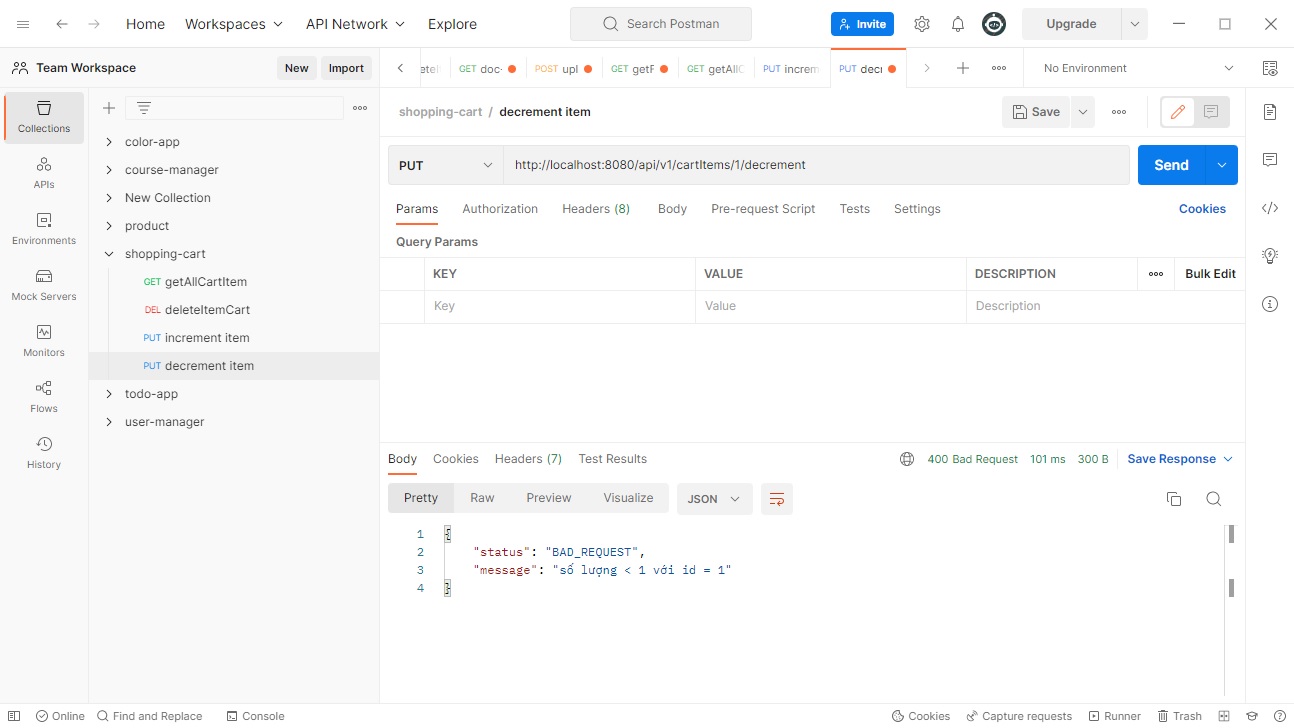 Home Workspaces API Network Explore Search Postman Invite Upgrade
Team Workspace New Import
GET doc- POST upl GET getF GET getAllC PUT increm PUT decr No Environment
shopping-cart / decrement item Save
Collections
APIs
Environments
Mock Servers
Monitors
Flows
History
color-app
course-manager
New Collection
product
shopping-cart
GET getAllCartItem
DEL deleteItemCart
PUT increment item
PUT decrement item
todo-app
user-manager
PUT http://localhost:8080/api/v1/cartItems/1/decrement Send
Params Authorization Headers (8) Body Pre-request Script Tests Settings Cookies
Query Params
KEY VALUE DESCRIPTION Bulk Edit
Key Value Description
Body Cookies Headers (7) Test Results 400 Bad Request 101 ms 300 B Save Response
Pretty Raw Preview Visualize JSON
1 {
2 "status": "BAD_REQUEST",
3 "message": "số lượng < 1 với id = 1"
4 }
Online Find and Replace Console Cookies Capture requests Runner Trash